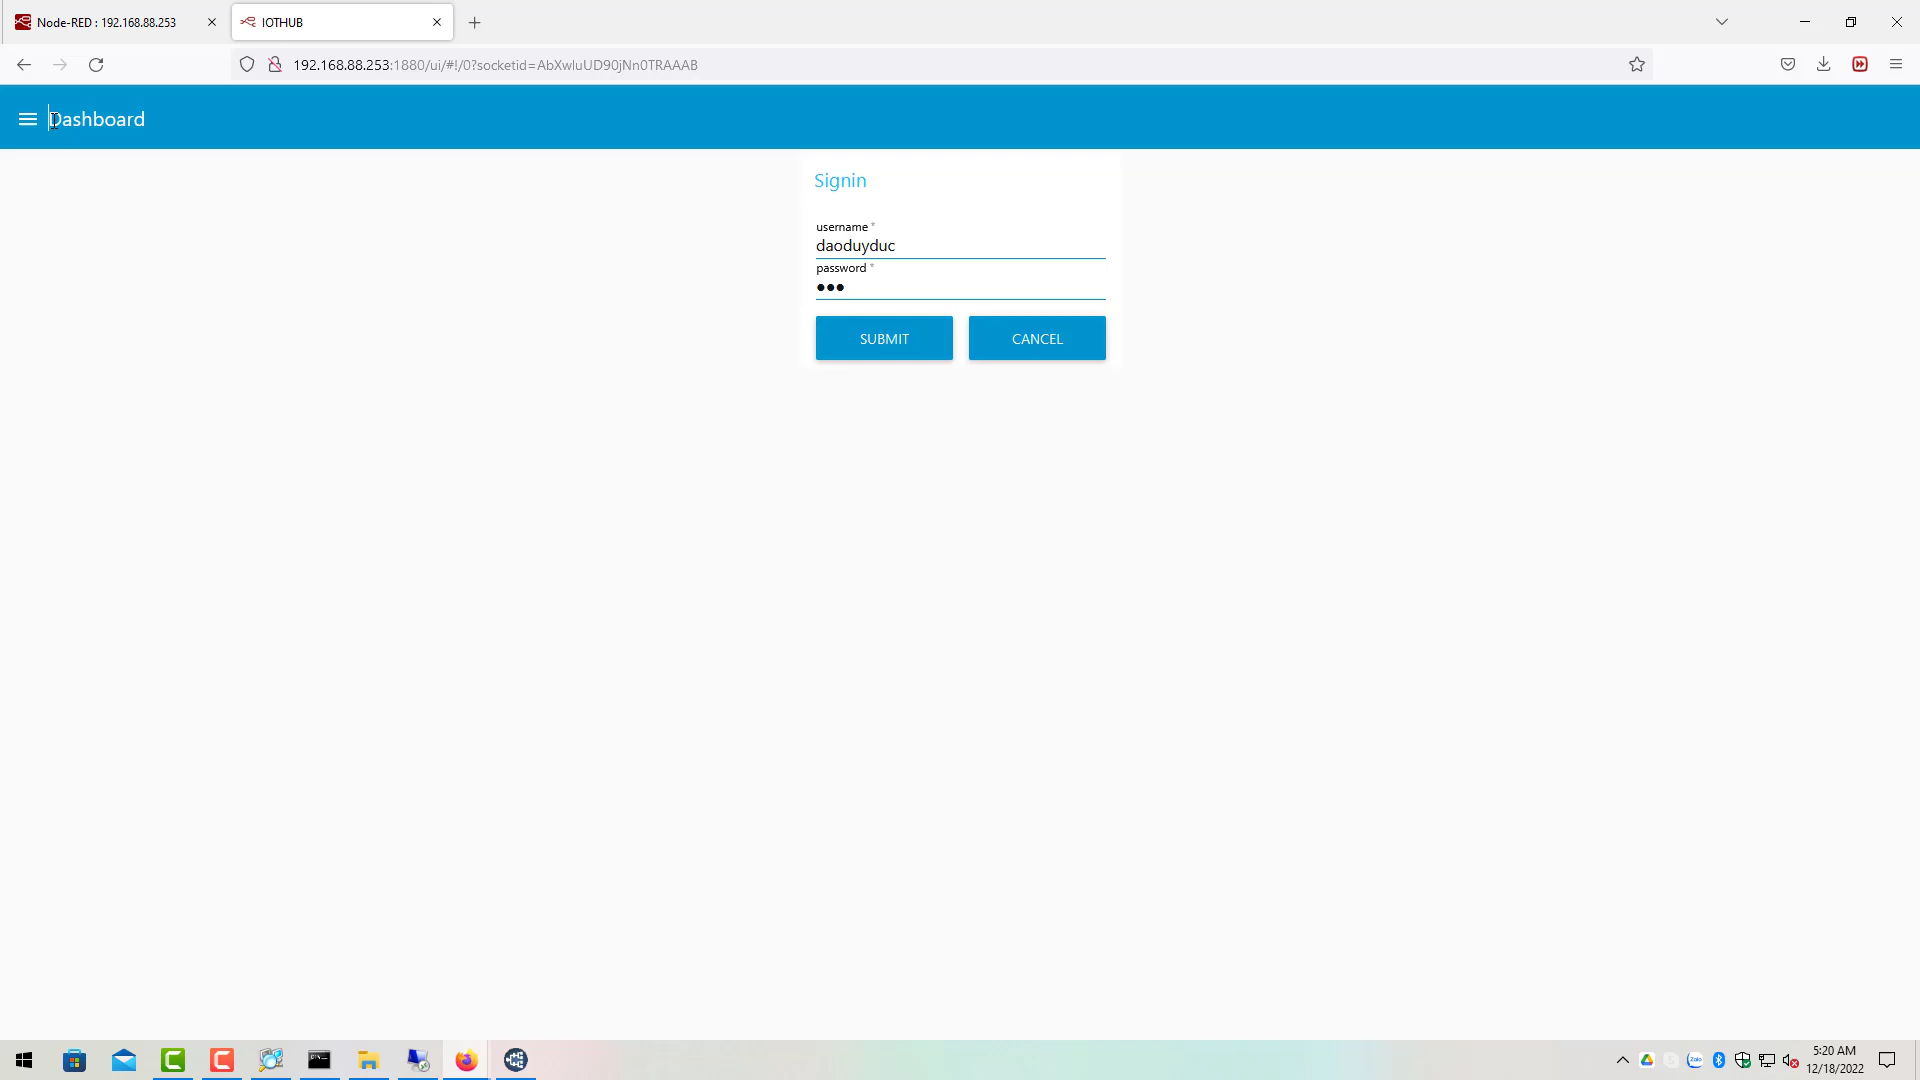 Node-RED : 192.168.88.253
IOTHUB
192.168.88.253:1880/ui/#!/0?socketid=AbXwluUD90jNn0TRAAAB
Dashboard
Signin
username *
daoduyduc
password *
●●●
SUBMIT
CANCEL
Zalo
5:20 AM
12/18/2022